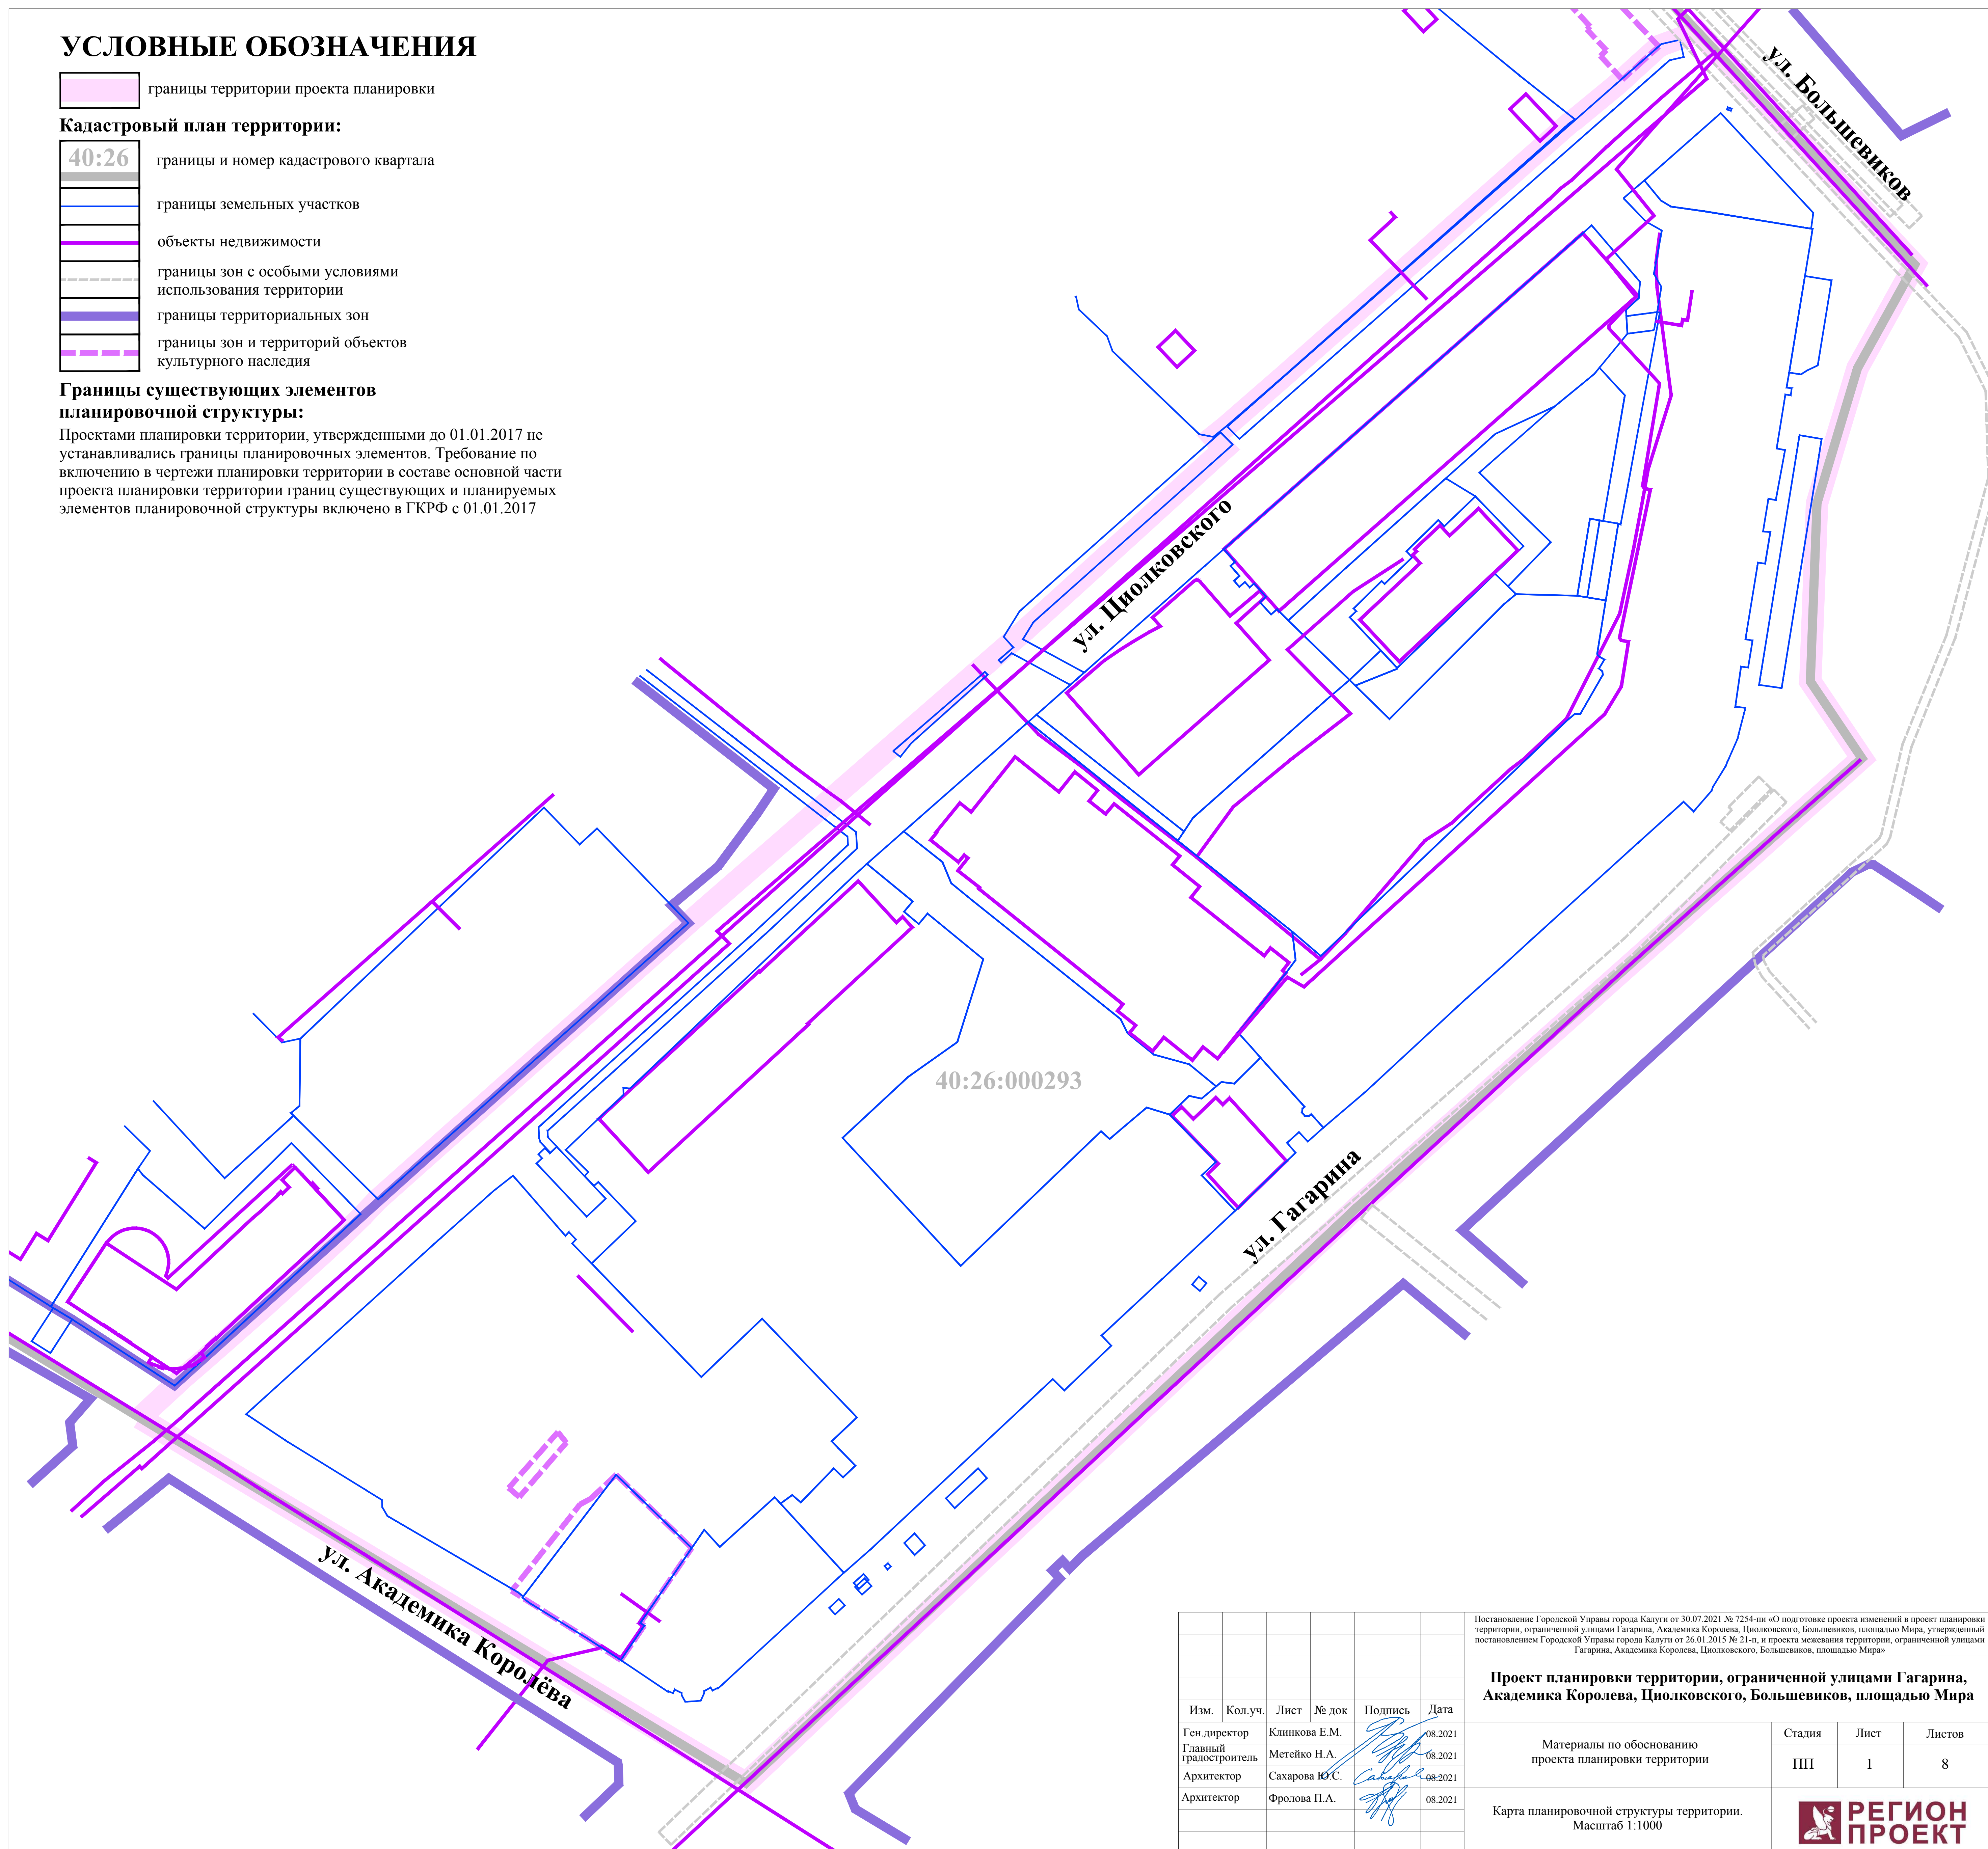 УСЛОВНЫЕ ОБОЗНАЧЕНИЯ
границы территории проекта планировки
Кадастровый план территории:
40:26
границы и номер кадастрового квартала
границы земельных участков
объекты недвижимости
границы зон с особыми условиями
использования территории
границы территориальных зон
границы зон и территорий объектов
культурного наследия
Границы существующих элементов
планировочной структуры:
Проектами планировки территории, утвержденными до 01.01.2017 не
устанавливались границы планировочных элементов. Требование по
включению в чертежи планировки территории в составе основной части
проекта планировки территории границ существующих и планируемых
элементов планировочной структуры включено в ГКРФ с 01.01.2017
ул. Большевиков
ул. Циолковского
40:26:000293
ул. Гагарина
ул. Академика Королёва
Постановление Городской Управы города Калуги от 30.07.2021 № 7254-пи «О подготовке проекта изменений в проект планировки
территории, ограниченной улицами Гагарина, Академика Королева, Циолковского, Большевиков, площадью Мира, утвержденный
постановлением Городской Управы города Калуги от 26.01.2015 № 21-п, и проекта межевания территории, ограниченной улицами
Гагарина, Академика Королева, Циолковского, Большевиков, площадью Мира»
Проект планировки территории, ограниченной улицами Гагарина,
Академика Королева, Циолковского, Большевиков, площадью Мира
Изм. Кол.уч. Лист № док Подпись Дата
Ген.директор Клинкова Е.М. 08.2021
Главный
градостроитель Метейко Н.А. 08.2021
Архитектор Сахарова Ю.С. 08.2021
Архитектор Фролова П.А. 08.2021
Материалы по обоснованию
проекта планировки территории
Стадия Лист Листов
ПП 1 8
Карта планировочной структуры территории.
Масштаб 1:1000
РЕГИОН
ПРОЕКТ